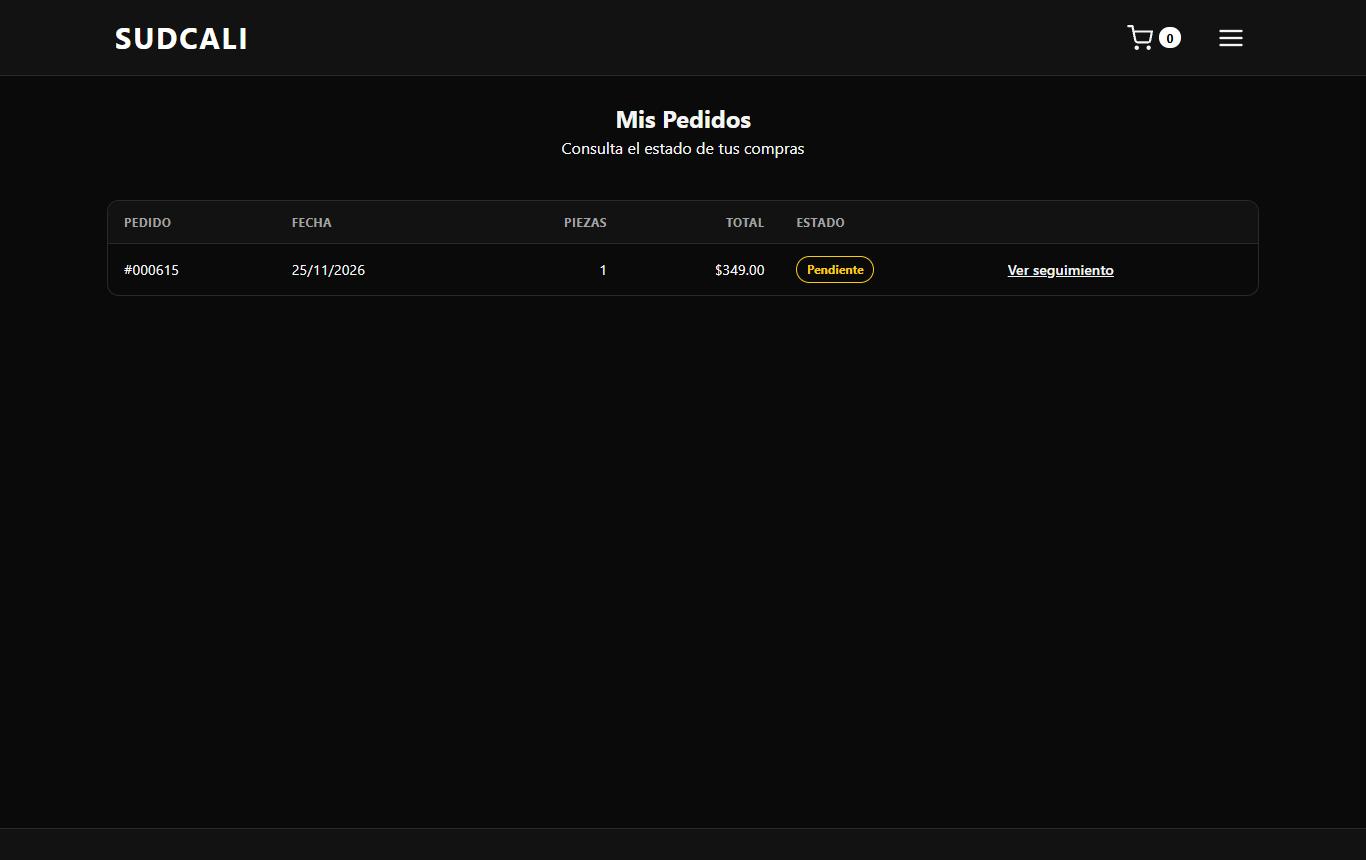 SUDCALI 0
Mis Pedidos
Consulta el estado de tus compras
PEDIDO FECHA PIEZAS TOTAL ESTADO
#000615 25/11/2026 1 $349.00 Pendiente Ver seguimiento